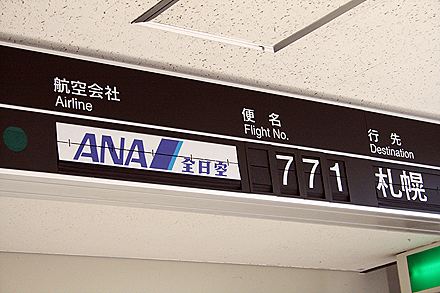 航空会社
Airline
便名
Flight No.
行先
Destination
ANA 全日空
771
札幌